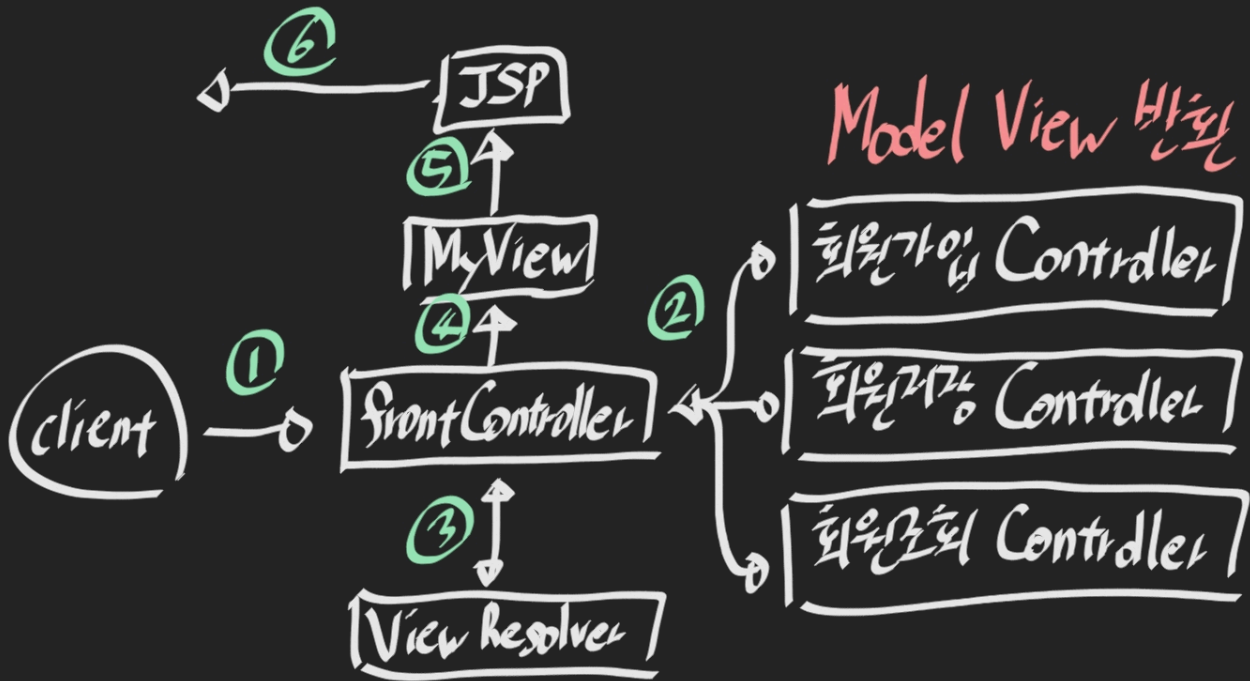 ⑥
JSP
Model View 반환
⑤
MyView
회원가입 Controller
②
④
①
client
frontController
회원저장 Controller
③
회원조회 Controller
View Resolver